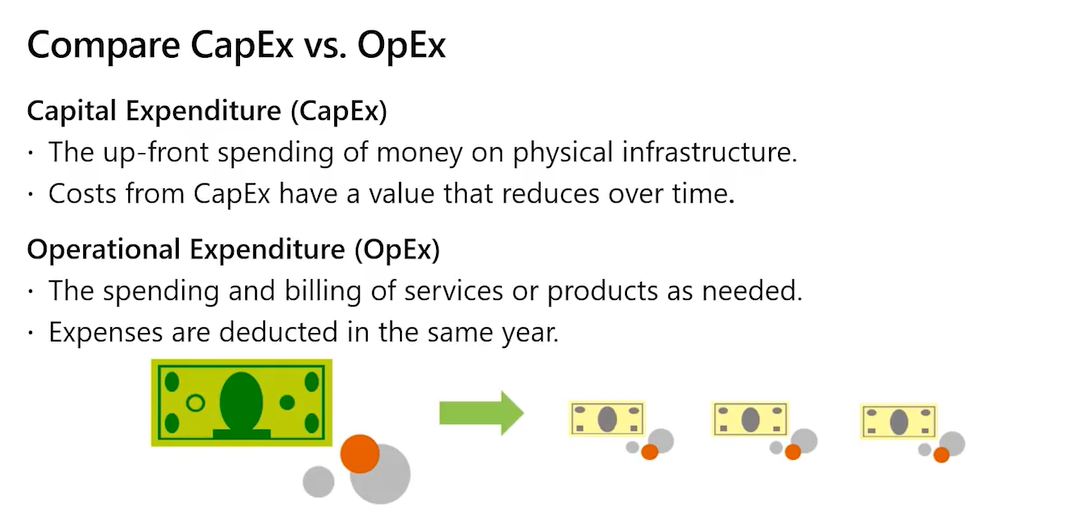 Compare CapEx vs. OpEx
Capital Expenditure (CapEx)
· The up-front spending of money on physical infrastructure.
· Costs from CapEx have a value that reduces over time.
Operational Expenditure (OpEx)
· The spending and billing of services or products as needed.
· Expenses are deducted in the same year.